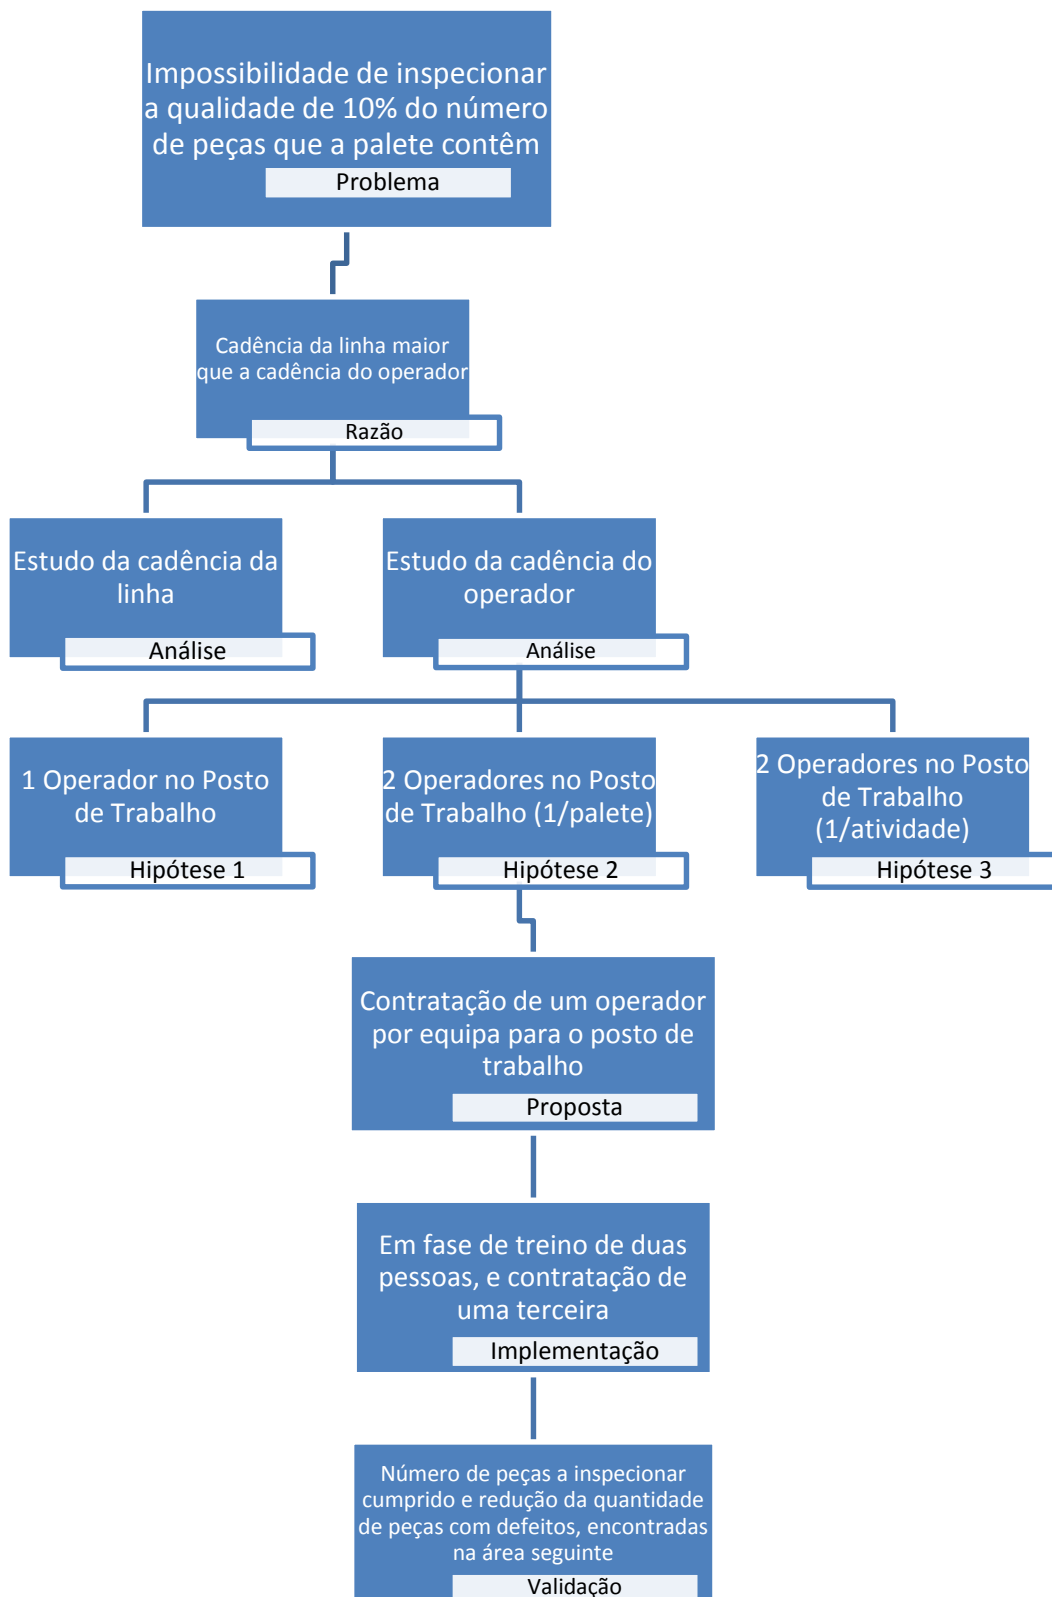 Impossibilidade de inspecionar
a qualidade de 10% do número
de peças que a palete contêm
Problema
Cadência da linha maior
que a cadência do operador
Razão
Estudo da cadência da
linha
Análise
Estudo da cadência do
operador
Análise
1 Operador no Posto
de Trabalho
Hipótese 1
2 Operadores no Posto
de Trabalho (1/palete)
Hipótese 2
2 Operadores no Posto
de Trabalho
(1/atividade)
Hipótese 3
Contratação de um operador
por equipa para o posto de
trabalho
Proposta
Em fase de treino de duas
pessoas, e contratação de
uma terceira
Implementação
Número de peças a inspecionar
cumprido e redução da quantidade
de peças com defeitos, encontradas
na área seguinte
Validação